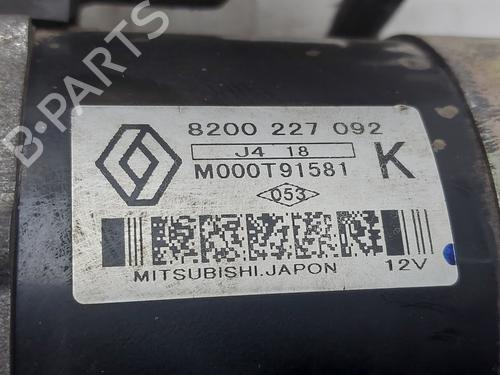 8200 227 092
J4 18
M000T91581
K
053
MITSUBISHI.JAPON 12V
B-PARTS